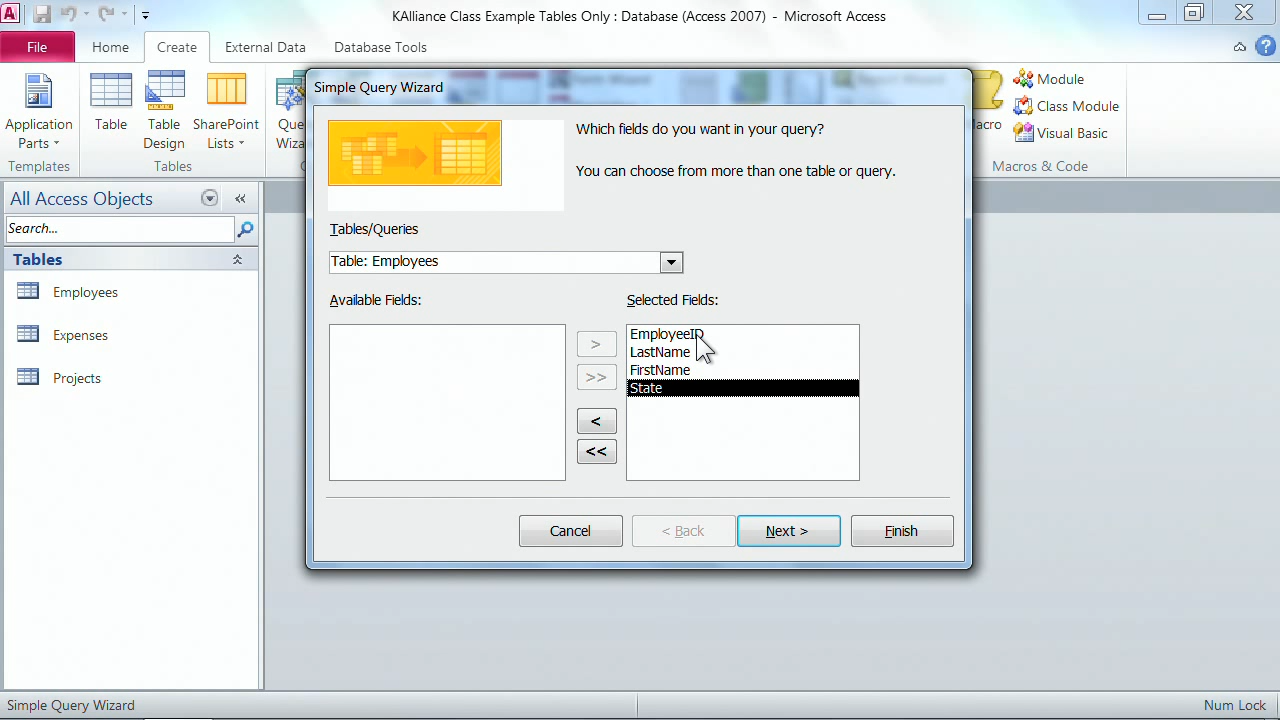 KAlliance Class Example Tables Only : Database (Access 2007) - Microsoft Access
File Home Create External Data Database Tools
Application Parts
Table
Table Design
SharePoint Lists
Module
Class Module
Visual Basic
Templates
Tables
Macros & Code
Simple Query Wizard
Which fields do you want in your query?
You can choose from more than one table or query.
All Access Objects
Search...
Tables
Employees
Expenses
Projects
Tables/Queries
Table: Employees
Available Fields:
Selected Fields:
EmployeeID
LastName
FirstName
State
>
>>
<
<<
Cancel
< Back
Next >
Finish
Simple Query Wizard
Num Lock